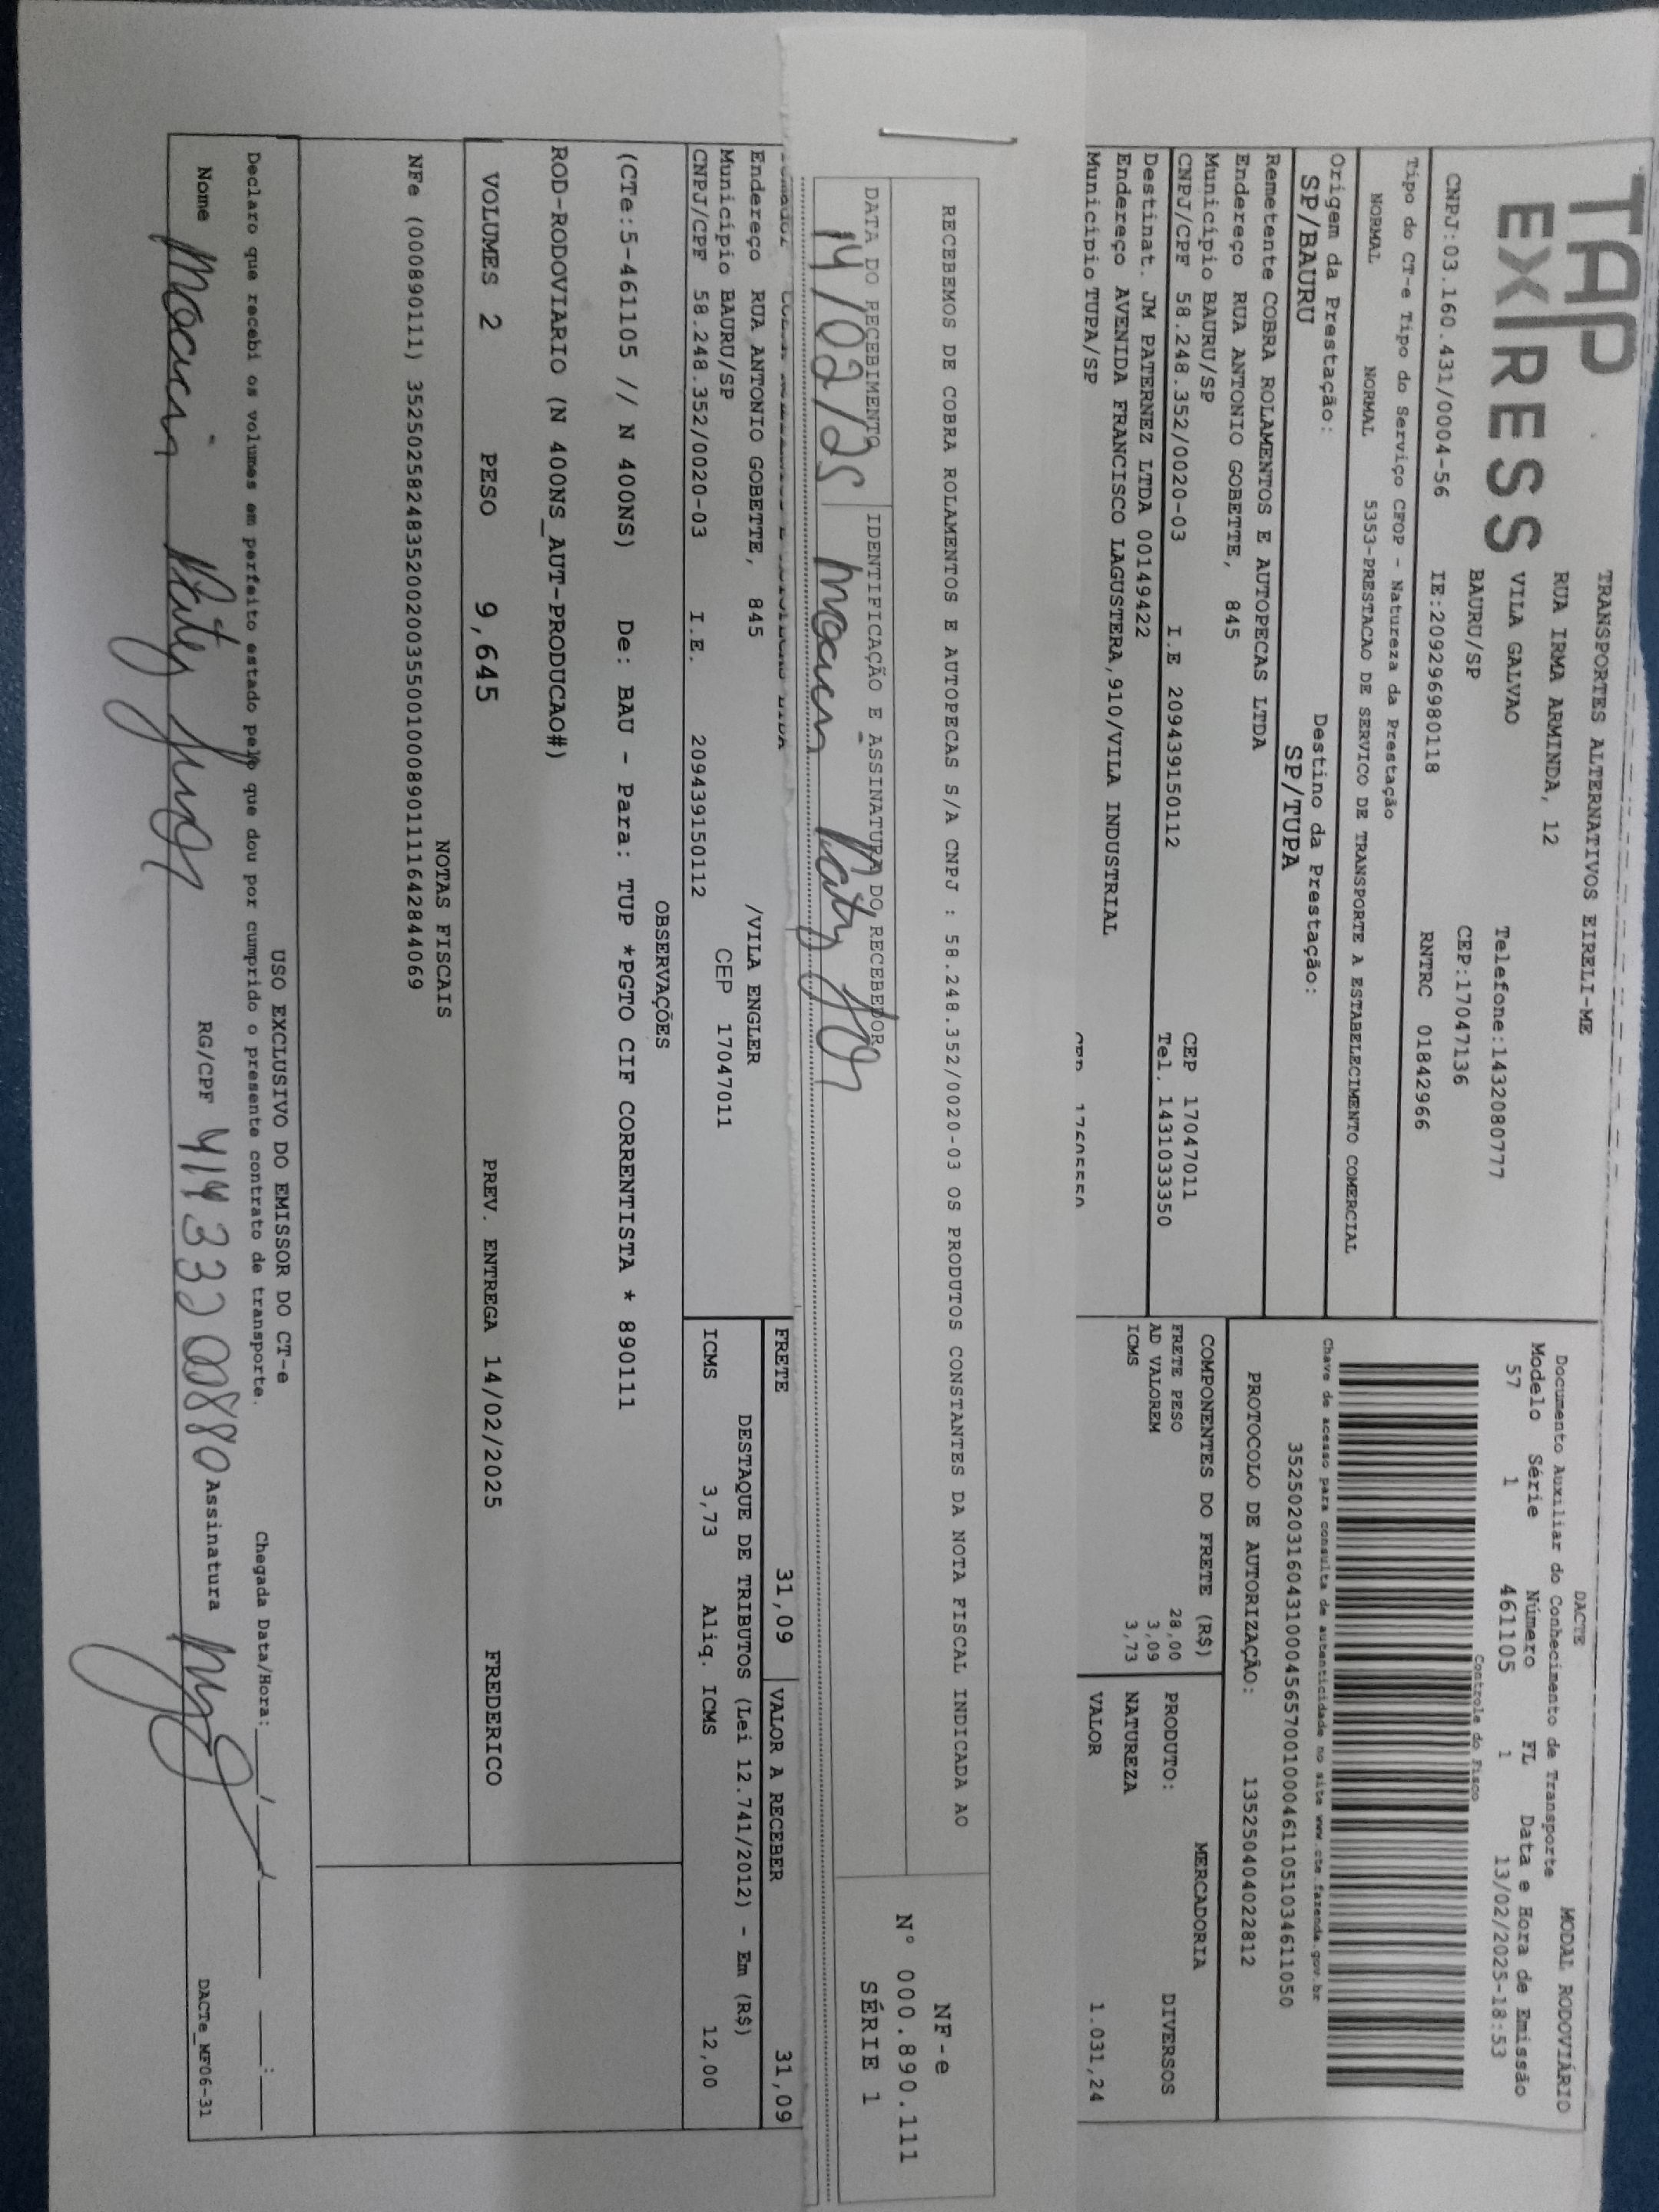 TAP
EXPRESS
TRANSPORTES ALTERNATIVOS EIRELI-ME
RUA IRMA ARMINDA, 12
VILA GALVAO
Telefone:1432080777
BAURU/SP
CEP:17047136
CNPJ:03.160.431/0004-56 IE:209296980118 RNTRC 01842966
Tipo do CT-e Tipo do Serviço CFOP - Natureza da Prestação
NORMAL NORMAL 5353-PRESTACAO DE SERVICO DE TRANSPORTE A ESTABELECIMENTO COMERCIAL
Origem da Prestação: Destino da Prestação:
SP/BAURU SP/TUPA
Remetente COBRA ROLAMENTOS E AUTOPECAS LTDA
Endereço RUA ANTONIO GOBETTE, 845
Município BAURU/SP CEP 17047011
CNPJ/CPF 58.248.352/0020-03 I.E 209439150112 Tel. 1431033350
Destinat. JM PATERNEZ LTDA 00149422
Endereço AVENIDA FRANCISCO LAGUSTERA,910/VILA INDUSTRIAL
Município TUPA/SP
DACTE MODAL RODOVIÁRIO
Documento Auxiliar do Conhecimento de Transporte
Modelo Série Número FL Data e Hora de Emissão
57 1 461105 1 13/02/2025-18:53
Controle do Fisco
Chave de acesso para consulta de autenticidade no site www.cte.fazenda.gov.br
35250203160431000456570010004611051034611050
PROTOCOLO DE AUTORIZAÇÃO: 135250404022812
COMPONENTES DO FRETE (R$) MERCADORIA
FRETE PESO 28,00 PRODUTO: DIVERSOS
AD VALOREM 3,09
ICMS 3,73 NATUREZA
VALOR 1.031,24
RECEBEMOS DE COBRA ROLAMENTOS E AUTOPECAS S/A CNPJ : 58.248.352/0020-03 OS PRODUTOS CONSTANTES DA NOTA FISCAL INDICADA AO
NF-e
Nº 000.890.111
SÉRIE 1
DATA DO RECEBIMENTO IDENTIFICAÇÃO E ASSINATURA DO RECEBEDOR
14/02/25 Moacir
Endereço RUA ANTONIO GOBETTE, 845 /VILA ENGLER
Município BAURU/SP CEP 17047011
CNPJ/CPF 58.248.352/0020-03 I.E. 209439150112
FRETE 31,09 VALOR A RECEBER 31,09
DESTAQUE DE TRIBUTOS (Lei 12.741/2012) - Em (R$)
ICMS 3,73 Aliq. ICMS 12,00
OBSERVAÇÕES
(CTe:5-461105 // N 400NS) De: BAU - Para: TUP *PGTO CIF CORRENTISTA * 890111
ROD-RODOVIARIO (N 400NS_AUT-PRODUCAO#)
VOLUMES 2 PESO 9,645 PREV. ENTREGA 14/02/2025 FREDERICO
NOTAS FISCAIS
NFe (000890111) 35250258248352002003550010008901111642844069
USO EXCLUSIVO DO EMISSOR DO CT-e
Declaro que recebi os volumes em perfeito estado pelo que dou por cumprido o presente contrato de transporte. Chegada Data/Hora:____/____/____ ___:___
Nome Moacir RG/CPF 414 332 00880 Assinatura
DACTe_MF06-31